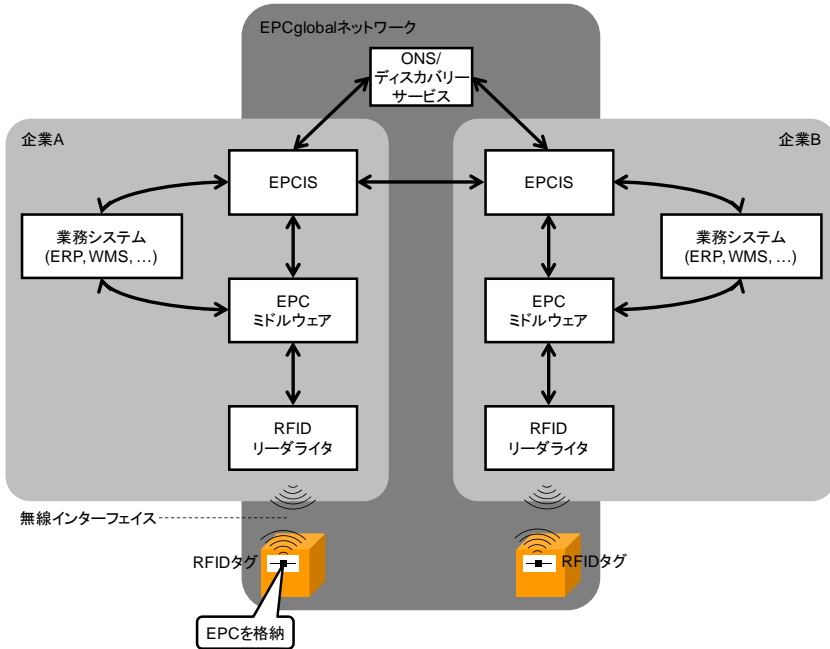 EPCglobalネットワーク
ONS/
ディスカバリー
サービス
企業A
企業B
EPCIS
EPCIS
業務システム
(ERP, WMS, …)
業務システム
(ERP, WMS, …)
EPC
ミドルウェア
EPC
ミドルウェア
RFID
リーダライタ
RFID
リーダライタ
無線インターフェイス
RFIDタグ
RFIDタグ
EPCを格納